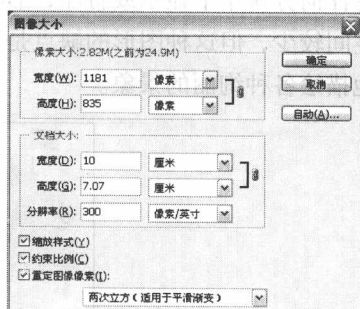 图像大小
像素大小:2.82M(之前为24.9M)
宽度(W): 1181 像素
高度(H): 835 像素
文档大小:
宽度(D): 10 厘米
高度(G): 7.07 厘米
分辨率(R): 300 像素/英寸
缩放样式(Y)
约束比例(C)
重定图像像素(I):
两次立方(适用于平滑渐变)
确定
取消
自动(A)...